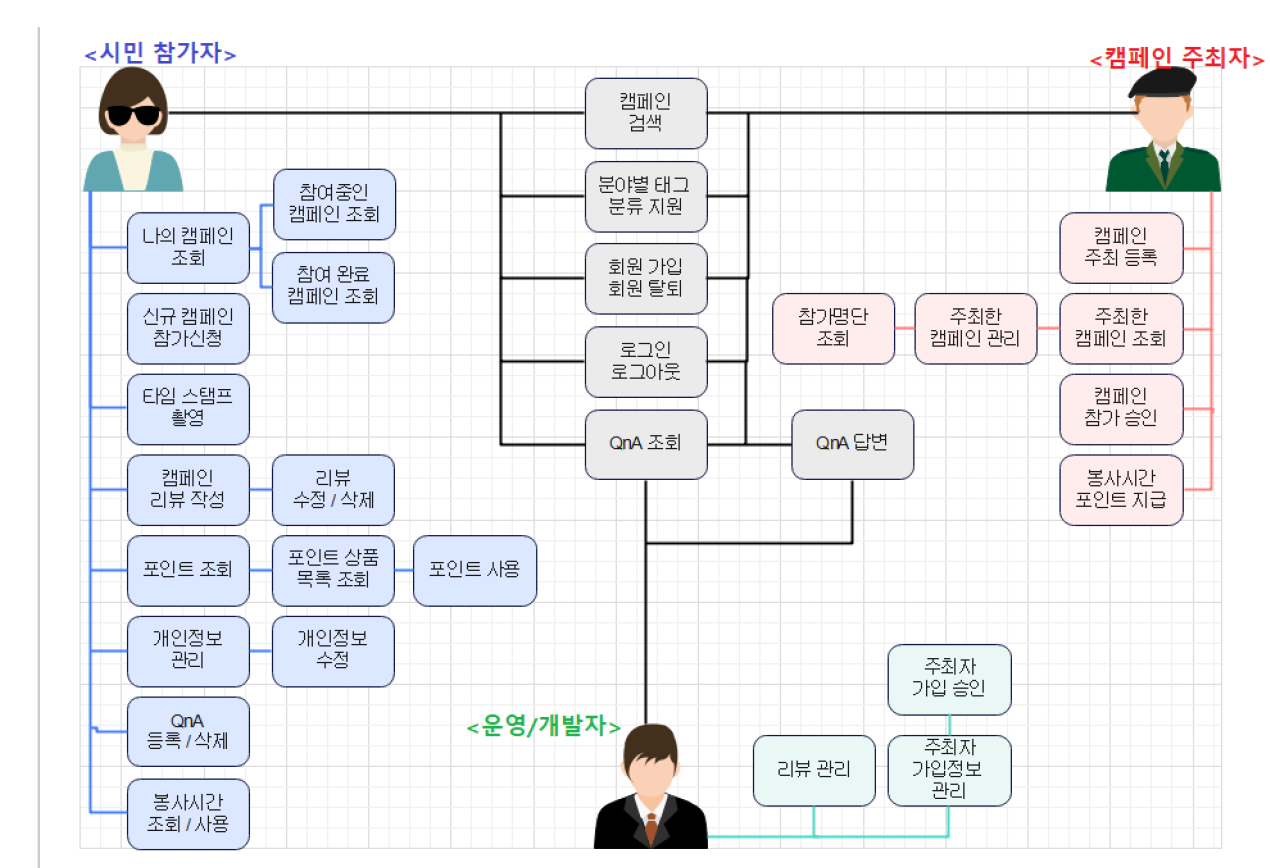 <시민 참가자>
<캠페인 주최자>
캠페인
검색
분야별 태그
분류 지원
회원 가입
회원 탈퇴
로그인
로그아웃
QnA 조회
QnA 답변
나의 캠페인
조회
참여중인
캠페인 조회
참여 완료
캠페인 조회
신규 캠페인
참가신청
타임 스탬프
촬영
캠페인
리뷰 작성
리뷰
수정 / 삭제
포인트 조회
포인트 상품
목록 조회
포인트 사용
개인정보
관리
개인정보
수정
QnA
등록 / 삭제
봉사시간
조회 / 사용
캠페인
주최 등록
참가명단
조회
주최한
캠페인 관리
주최한
캠페인 조회
캠페인
참가 승인
봉사시간
포인트 지급
<운영/개발자>
주최자
가입 승인
리뷰 관리
주최자
가입정보
관리